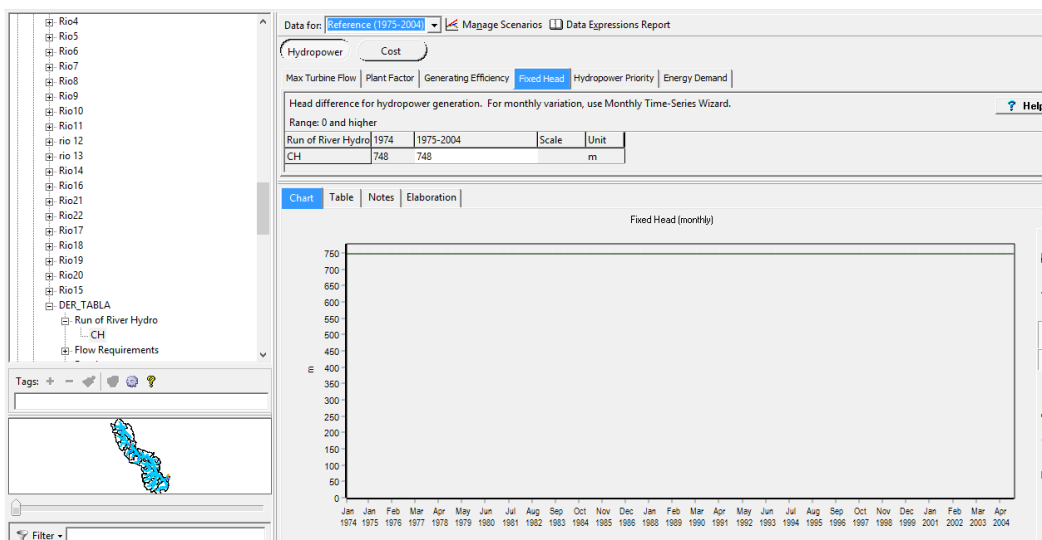 Rio4
Rio5
Rio6
Rio7
Rio8
Rio9
Rio10
Rio11
rio 12
rio 13
Rio14
Rio16
Rio21
Rio22
Rio17
Rio18
Rio19
Rio20
Rio15
DER_TABLA
Run of River Hydro
CH
Flow Requirements
Tags:
Filter
Data for: Reference (1975-2004) Manage Scenarios Data Expressions Report
Hydropower Cost
Max Turbine Flow Plant Factor Generating Efficiency Fixed Head Hydropower Priority Energy Demand
Head difference for hydropower generation. For monthly variation, use Monthly Time-Series Wizard.
? Help
Range: 0 and higher
Run of River Hydro 1974 1975-2004 Scale Unit
CH 748 748 m
Chart Table Notes Elaboration
Fixed Head (monthly)
750
700
650
600
550
500
450
400
350
300
250
200
150
100
50
0
m
Jan Jan Feb Mar Apr May Jun Jul Aug Sep Oct Nov Dec Jan Feb Mar Apr May Jun Jul Aug Sep Oct Nov Dec Jan Feb Mar Apr
1974 1975 1976 1977 1978 1979 1980 1981 1982 1983 1984 1985 1986 1988 1989 1990 1991 1992 1993 1994 1995 1996 1997 1998 1999 2001 2002 2003 2004